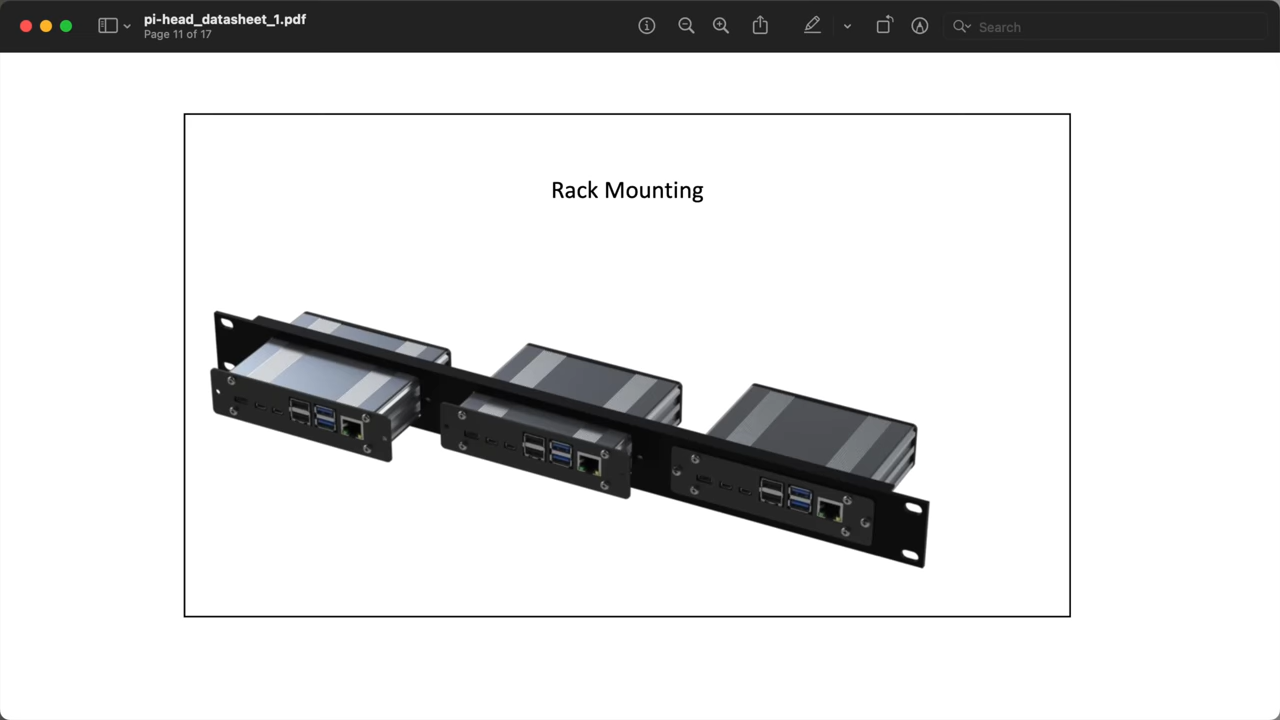 pi-head_datasheet_1.pdf
Page 11 of 17
Search
Rack Mounting